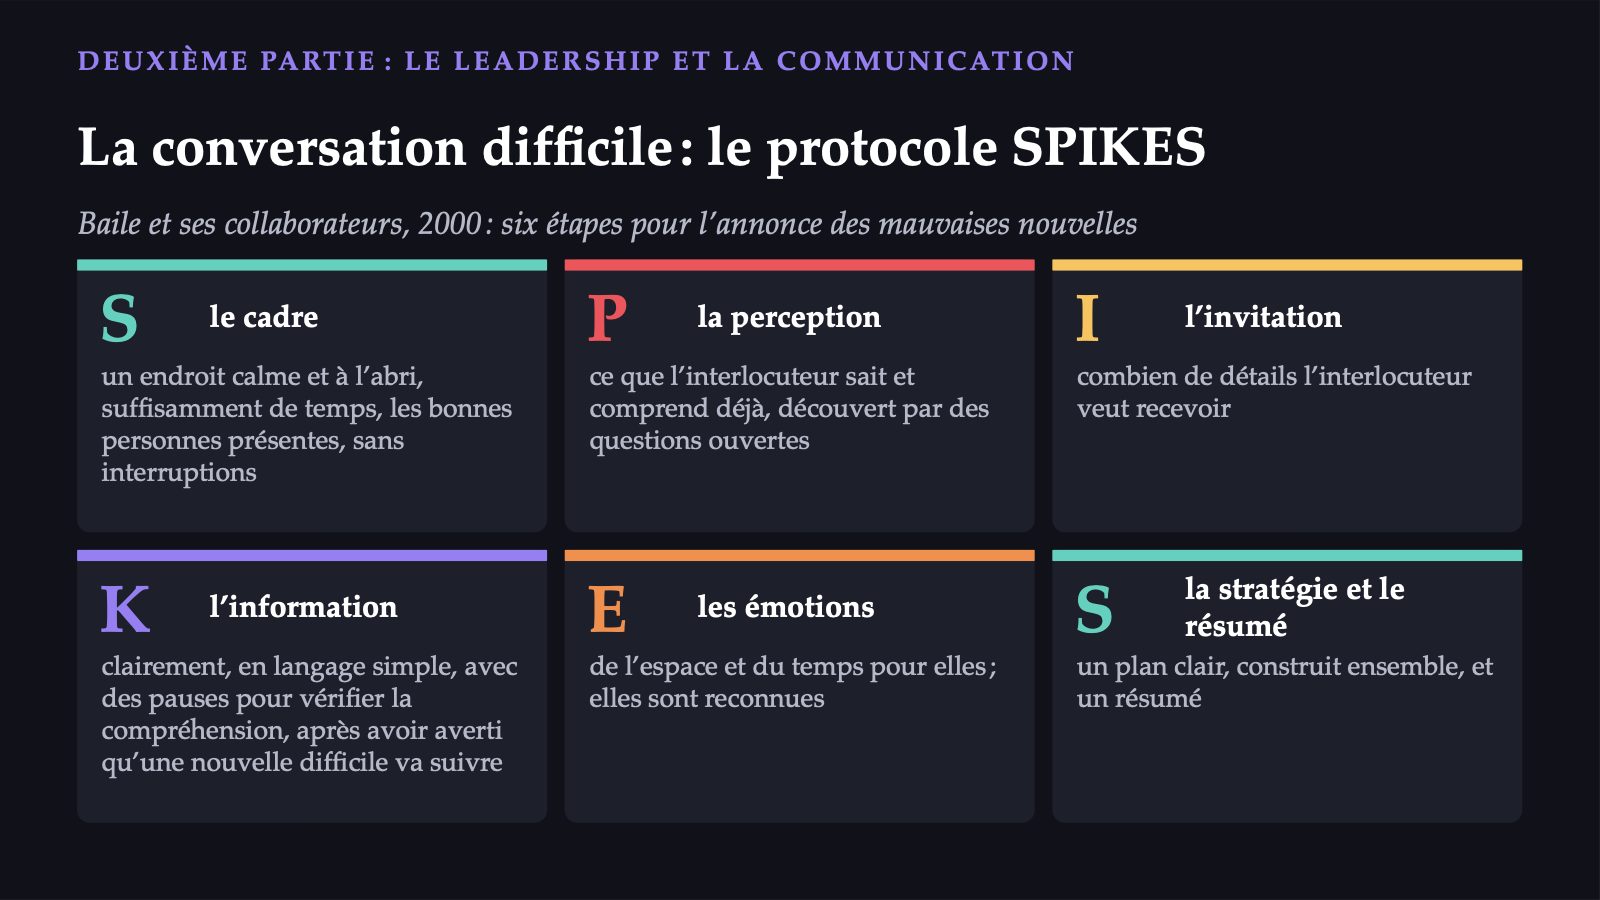 DEUXIÈME PARTIE : LE LEADERSHIP ET LA COMMUNICATION
La conversation difficile : le protocole SPIKES
Baile et ses collaborateurs, 2000 : six étapes pour l’annonce des mauvaises nouvelles
S le cadre
un endroit calme et à l’abri,
suffisamment de temps, les bonnes
personnes présentes, sans
interruptions
P la perception
ce que l’interlocuteur sait et
comprend déjà, découvert par des
questions ouvertes
I l’invitation
combien de détails l’interlocuteur
veut recevoir
K l’information
clairement, en langage simple, avec
des pauses pour vérifier la
compréhension, après avoir averti
qu’une nouvelle difficile va suivre
E les émotions
de l’espace et du temps pour elles ;
elles sont reconnues
S la stratégie et le
résumé
un plan clair, construit ensemble, et
un résumé